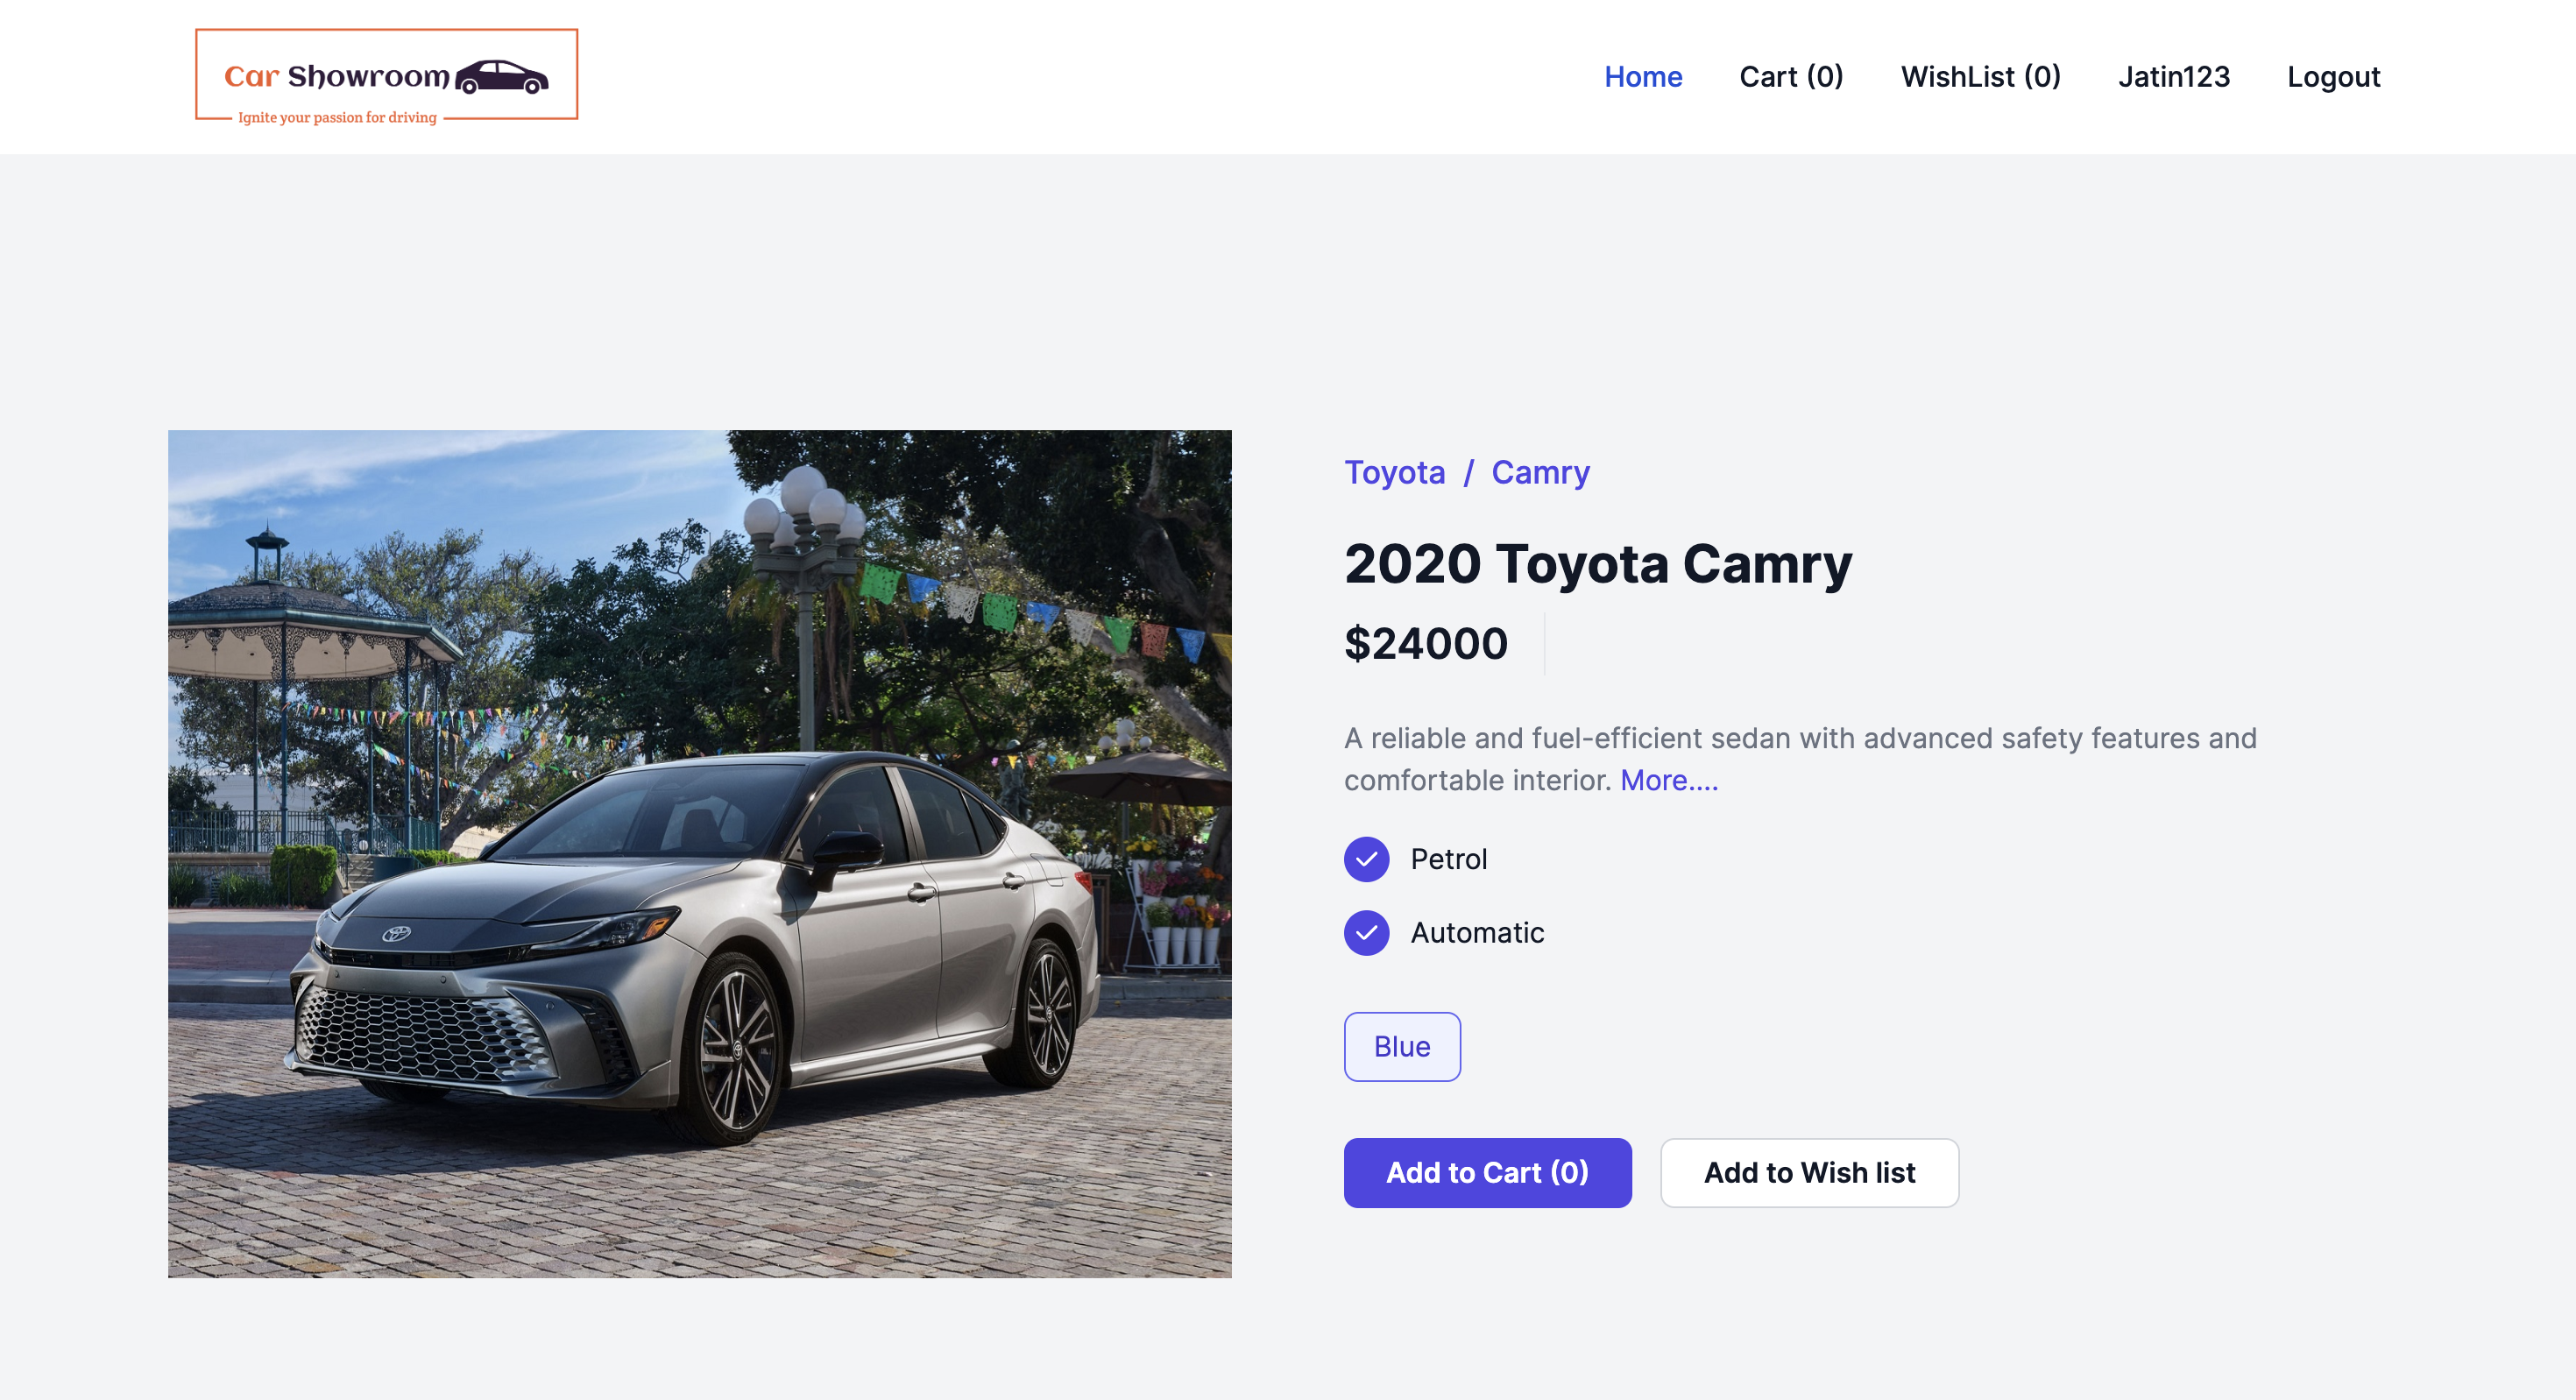 Car Showroom
Ignite your passion for driving
Home Cart (0) WishList (0) Jatin123 Logout
Toyota / Camry
2020 Toyota Camry
$24000
A reliable and fuel-efficient sedan with advanced safety features and
comfortable interior. More....
Petrol
Automatic
Blue
Add to Cart (0) Add to Wish list